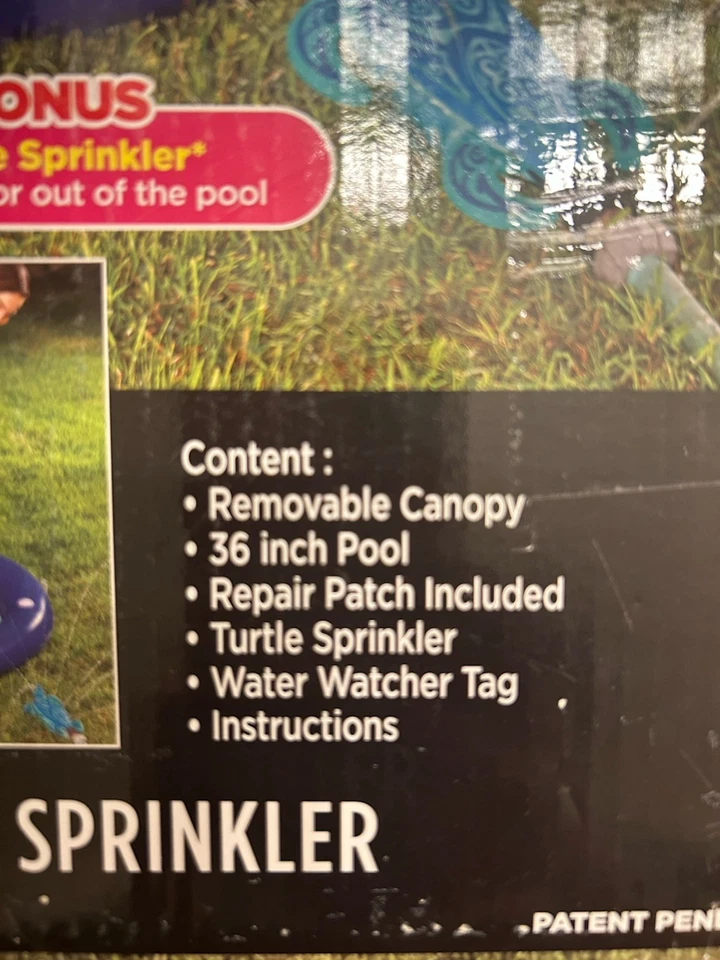 ONUS
e Sprinkler*
or out of the pool
Content :
• Removable Canopy
• 36 inch Pool
• Repair Patch Included
• Turtle Sprinkler
• Water Watcher Tag
• Instructions
SPRINKLER
PATENT PEN